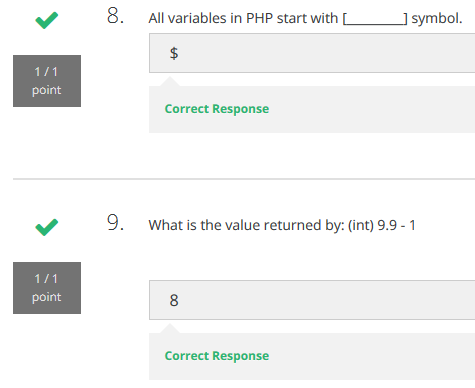 8. All variables in PHP start with [________] symbol.
1 / 1
point
$
Correct Response
9. What is the value returned by: (int) 9.9 - 1
1 / 1
point
8
Correct Response